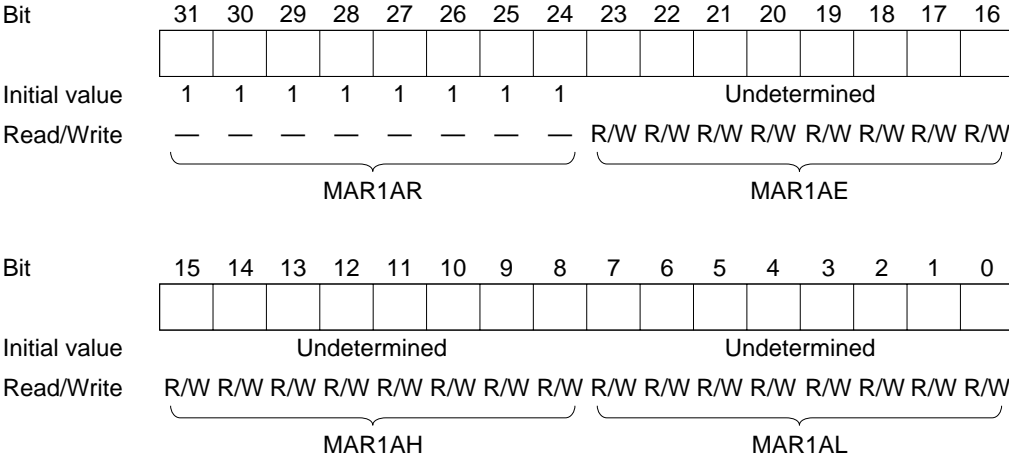 Bit 31 30 29 28 27 26 25 24 23 22 21 20 19 18 17 16
Initial value 1 1 1 1 1 1 1 1 Undetermined
Read/Write — — — — — — — — R/W R/W R/W R/W R/W R/W R/W R/W
MAR1AR MAR1AE
Bit 15 14 13 12 11 10 9 8 7 6 5 4 3 2 1 0
Initial value Undetermined Undetermined
Read/Write R/W R/W R/W R/W R/W R/W R/W R/W R/W R/W R/W R/W R/W R/W R/W R/W
MAR1AH MAR1AL